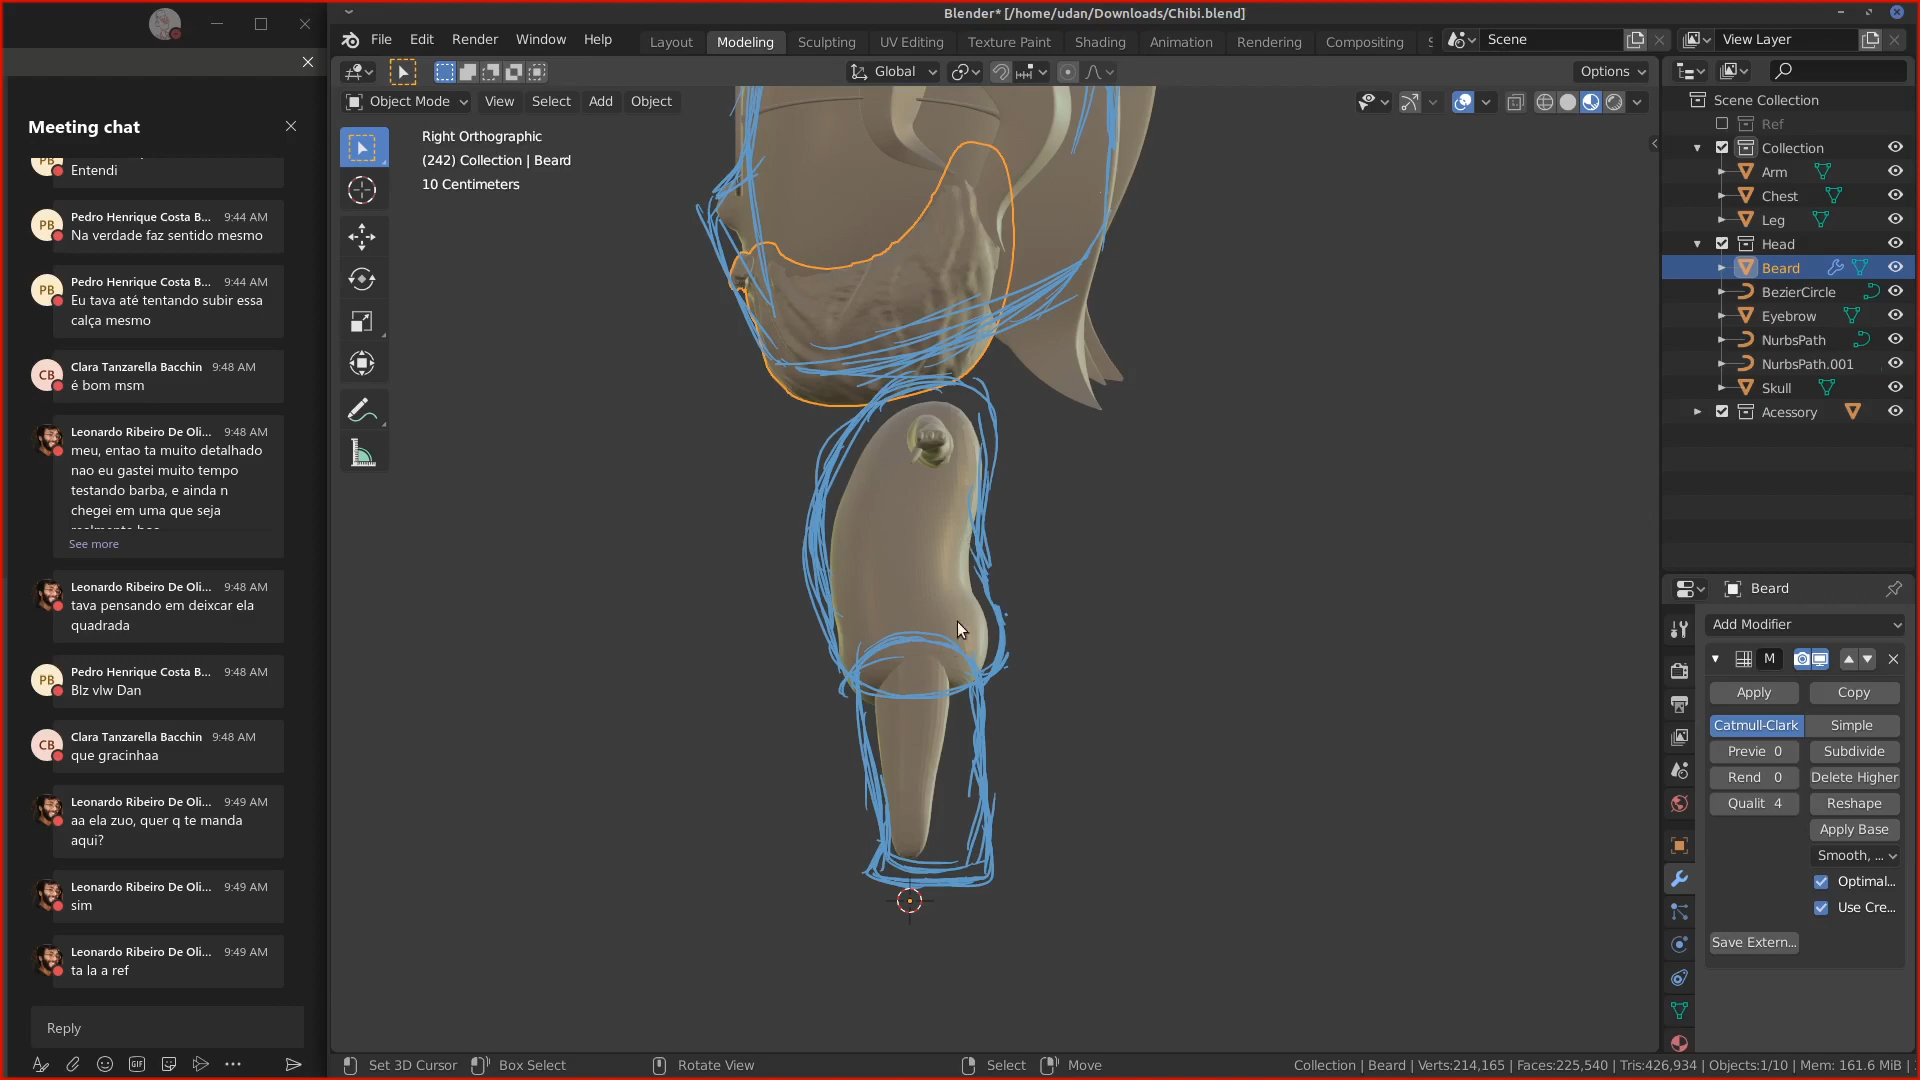 Blender* [/home/udan/Downloads/Chibi.blend]
File Edit Render Window Help
Layout Modeling Sculpting UV Editing Texture Paint Shading Animation Rendering Compositing
Scene
View Layer
Global
Options
Object Mode View Select Add Object
Right Orthographic
(242) Collection | Beard
10 Centimeters
Meeting chat
PB
Entendi
PB
Pedro Henrique Costa B... 9:44 AM
Na verdade faz sentido mesmo
PB
Pedro Henrique Costa B... 9:44 AM
Eu tava até tentando subir essa
calça mesmo
CB
Clara Tanzarella Bacchin 9:48 AM
é bom msm
Leonardo Ribeiro De Oli... 9:48 AM
meu, entao ta muito detalhado
nao eu gastei muito tempo
testando barba, e ainda n
chegei em uma que seja
See more
Leonardo Ribeiro De Oli... 9:48 AM
tava pensando em deixcar ela
quadrada
PB
Pedro Henrique Costa B... 9:48 AM
Blz vlw Dan
CB
Clara Tanzarella Bacchin 9:48 AM
que gracinhaa
Leonardo Ribeiro De Oli... 9:49 AM
aa ela zuo, quer q te manda
aqui?
Leonardo Ribeiro De Oli... 9:49 AM
sim
Leonardo Ribeiro De Oli... 9:49 AM
ta la a ref
Reply
GIF
Scene Collection
Ref
Collection
Arm
Chest
Leg
Head
Beard
BezierCircle
Eyebrow
NurbsPath
NurbsPath.001
Skull
Acessory
Beard
Add Modifier
M
Apply Copy
Catmull-Clark Simple
Previe 0 Subdivide
Rend 0 Delete Higher
Qualit 4 Reshape
Apply Base
Smooth, ...
Optimal...
Use Cre...
Save Extern...
Set 3D Cursor Box Select Rotate View Select Move
Collection | Beard | Verts:214,165 | Faces:225,540 | Tris:426,934 | Objects:1/10 | Mem: 161.6 MiB |